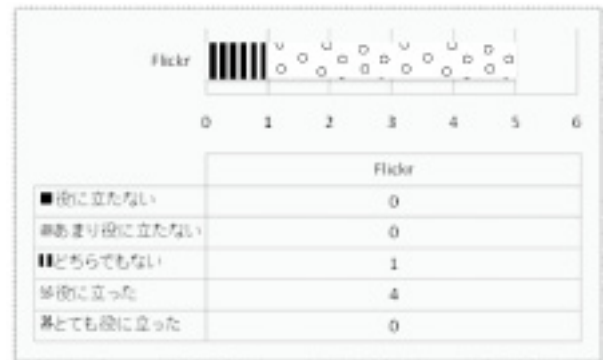 Flickr
0 1 2 3 4 5 6
Flickr
役に立たない 0
あまり役に立たない 0
どちらでもない 1
役に立った 4
とても役に立った 0